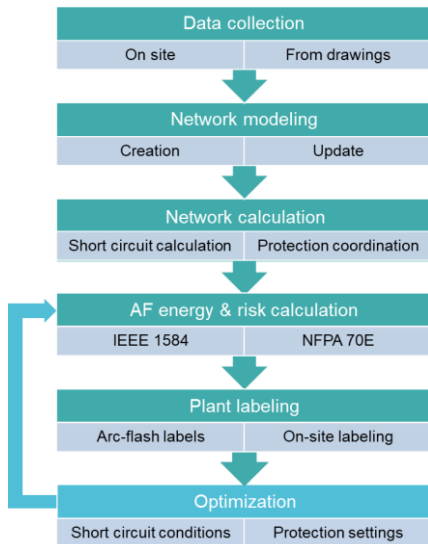 Data collection
On site From drawings
Network modeling
Creation Update
Network calculation
Short circuit calculation Protection coordination
AF energy & risk calculation
IEEE 1584 NFPA 70E
Plant labeling
Arc-flash labels On-site labeling
Optimization
Short circuit conditions Protection settings